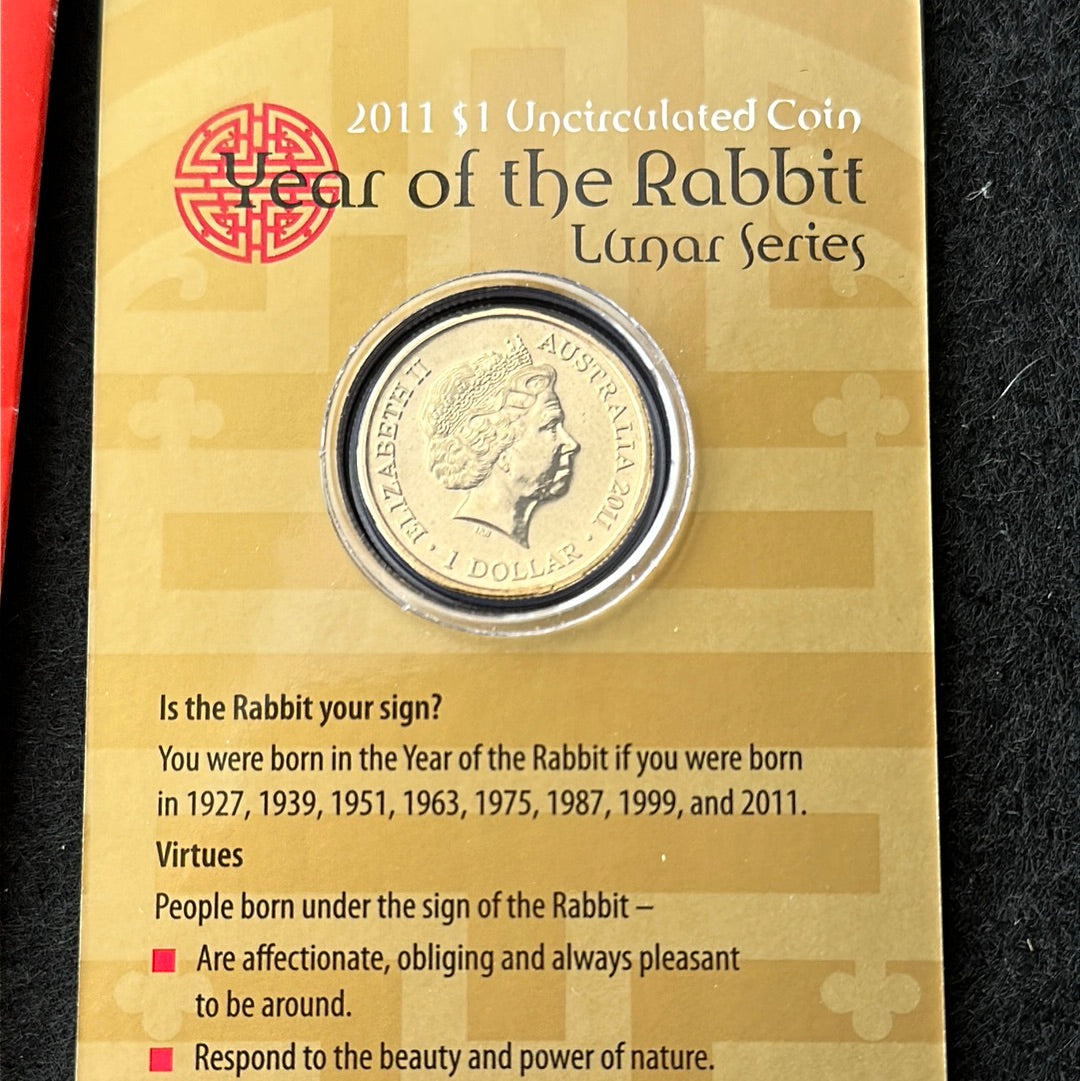 2011 $1 Uncirculated Coin
Year of the Rabbit
Lunar Series
ELIZABETH II
AUSTRALIA 2011
· 1 DOLLAR ·
Is the Rabbit your sign?
You were born in the Year of the Rabbit if you were born
in 1927, 1939, 1951, 1963, 1975, 1987, 1999, and 2011.
Virtues
People born under the sign of the Rabbit –
Are affectionate, obliging and always pleasant
to be around.
Respond to the beauty and power of nature.